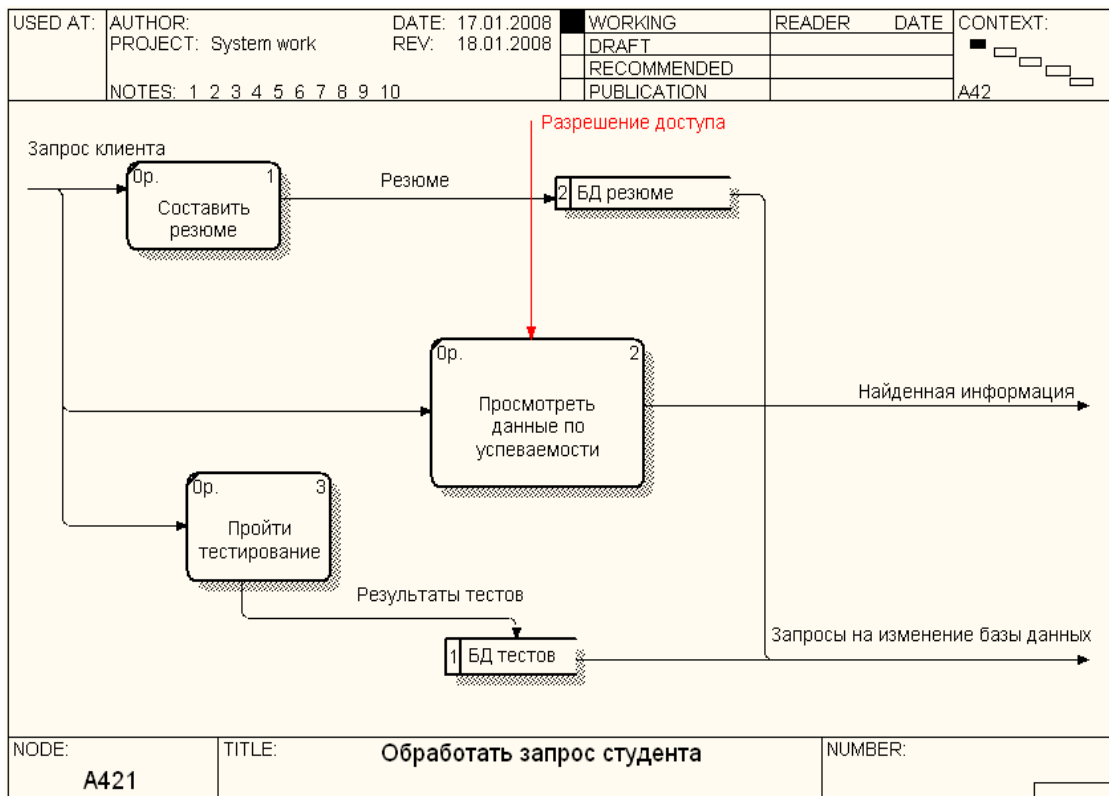 USED AT:
AUTHOR:
DATE: 17.01.2008
PROJECT: System work
REV: 18.01.2008
NOTES: 1 2 3 4 5 6 7 8 9 10
WORKING
DRAFT
RECOMMENDED
PUBLICATION
READER
DATE
CONTEXT:
A42
Разрешение доступа
Запрос клиента
0р.
1
Составить
резюме
Резюме
2
БД резюме
0р.
2
Просмотреть
данные по
успеваемости
Найденная информация
0р.
3
Пройти
тестирование
Результаты тестов
1
БД тестов
Запросы на изменение базы данных
NODE:
A421
TITLE:
Обработать запрос студента
NUMBER: